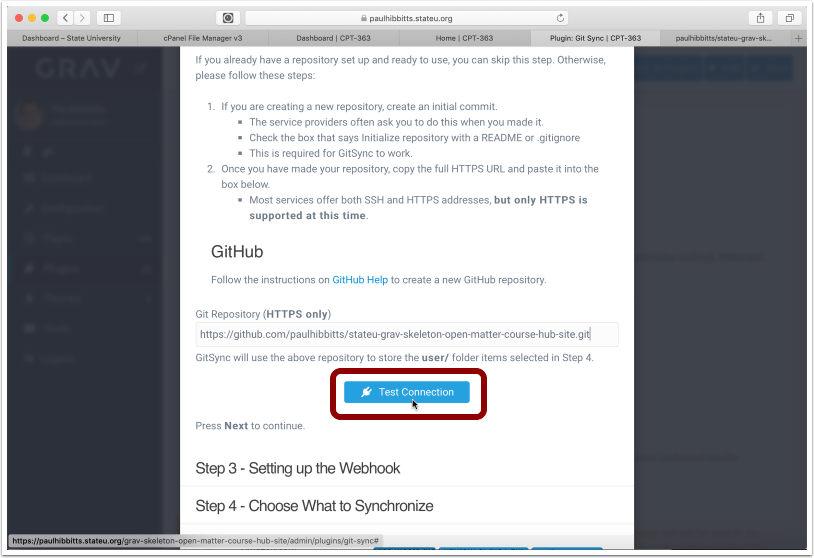 paulhibbitts.stateu.org
Dashboard – State University
cPanel File Manager v3
Dashboard | CPT-363
Home | CPT-363
Plugin: Git Sync | CPT-363
paulhibbitts/stateu-grav-sk...
GRAV
If you already have a repository set up and ready to use, you can skip this step. Otherwise,
please follow these steps:
1. If you are creating a new repository, create an initial commit.
The service providers often ask you to do this when you made it.
Check the box that says Initialize repository with a README or .gitignore
This is required for GitSync to work.
2. Once you have made your repository, copy the full HTTPS URL and paste it into the
box below.
Most services offer both SSH and HTTPS addresses, but only HTTPS is
supported at this time.
GitHub
Follow the instructions on GitHub Help to create a new GitHub repository.
Git Repository (HTTPS only)
https://github.com/paulhibbitts/stateu-grav-skeleton-open-matter-course-hub-site.git
GitSync will use the above repository to store the user/ folder items selected in Step 4.
Test Connection
Press Next to continue.
Step 3 - Setting up the Webhook
Step 4 - Choose What to Synchronize
https://paulhibbitts.stateu.org/grav-skeleton-open-matter-course-hub-site/admin/plugins/git-sync#